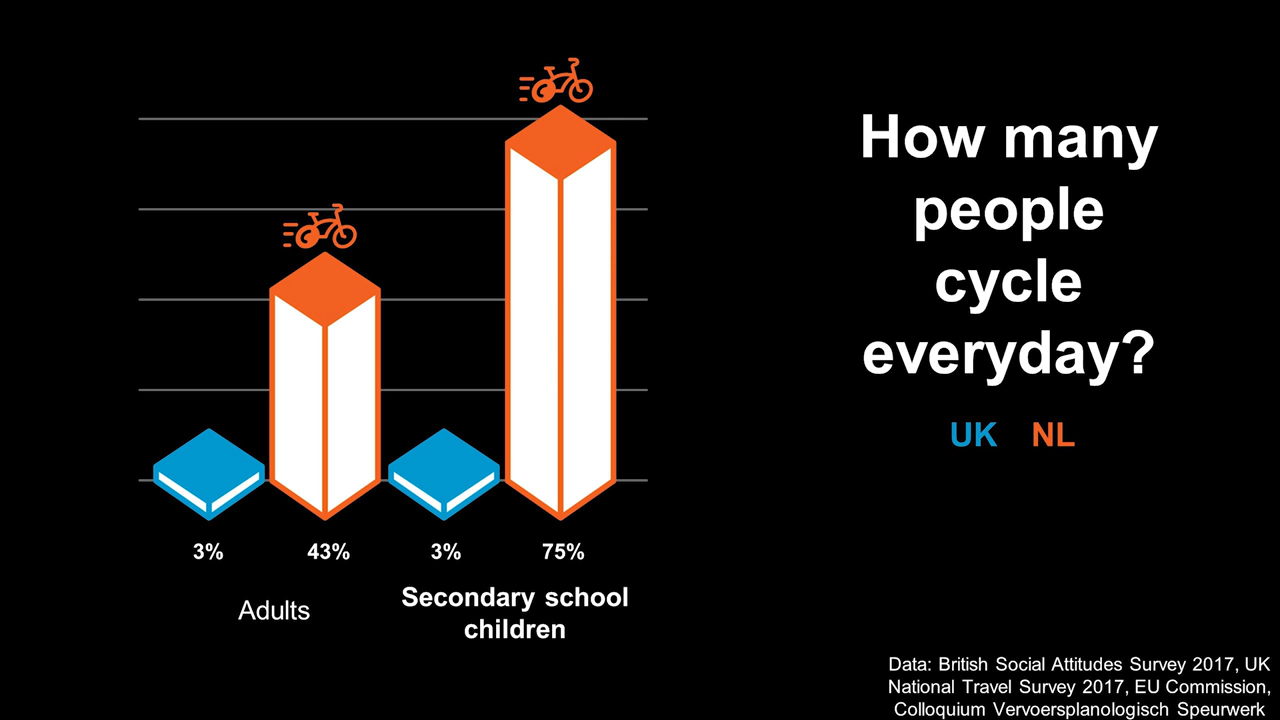 How many
people
cycle
everyday?
UK NL
3% 43% 3% 75%
Adults
Secondary school
children
Data: British Social Attitudes Survey 2017, UK
National Travel Survey 2017, EU Commission,
Colloquium Vervoersplanologisch Speurwerk